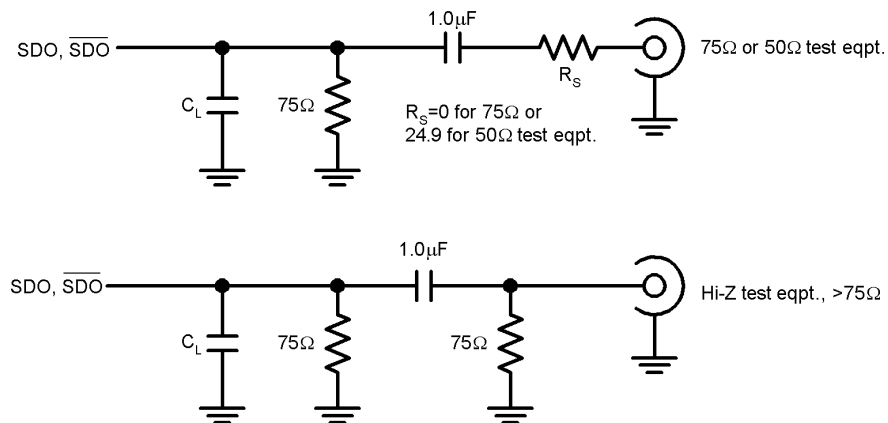 1.0µF
SDO, SDO
75Ω or 50Ω test eqpt.
R_S
C_L
75Ω
R_S=0 for 75Ω or
24.9 for 50Ω test eqpt.
1.0µF
SDO, SDO
Hi-Z test eqpt., >75Ω
C_L
75Ω
75Ω